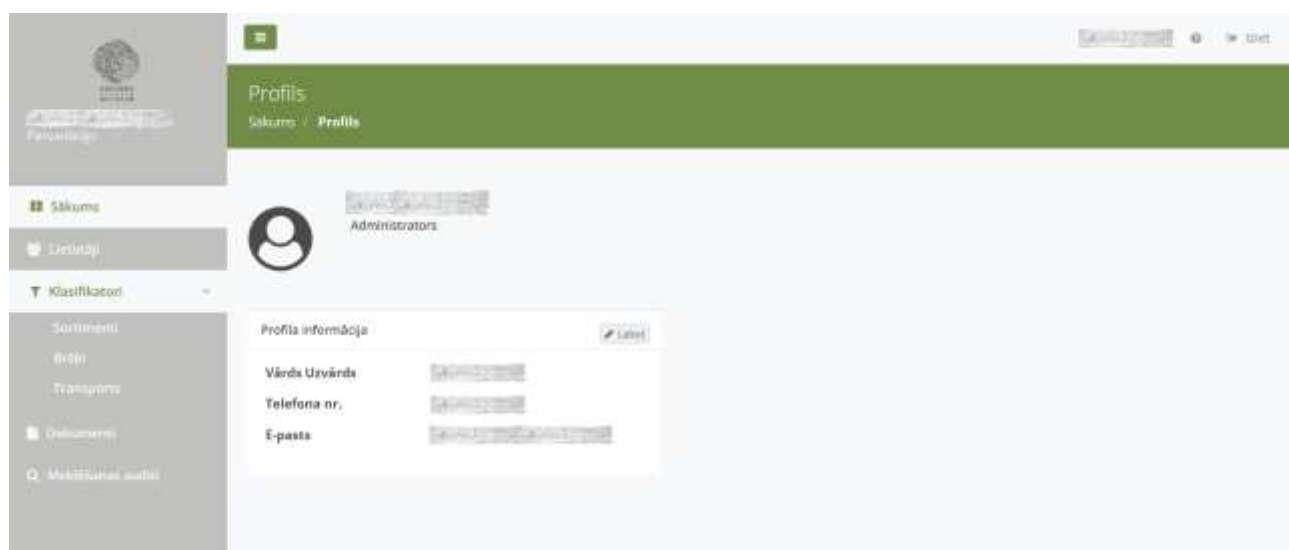 Iziet
Profils
Sākums / Profils
Pārvaldnieks
Sākums
Administrators
Lietotāji
Klasifikatori
Sortimenti
Profila informācija
Labot
Brāķi
Vārds Uzvārds
Transports
Telefona nr.
Dokumenti
E-pasts
Meklēšanas audits